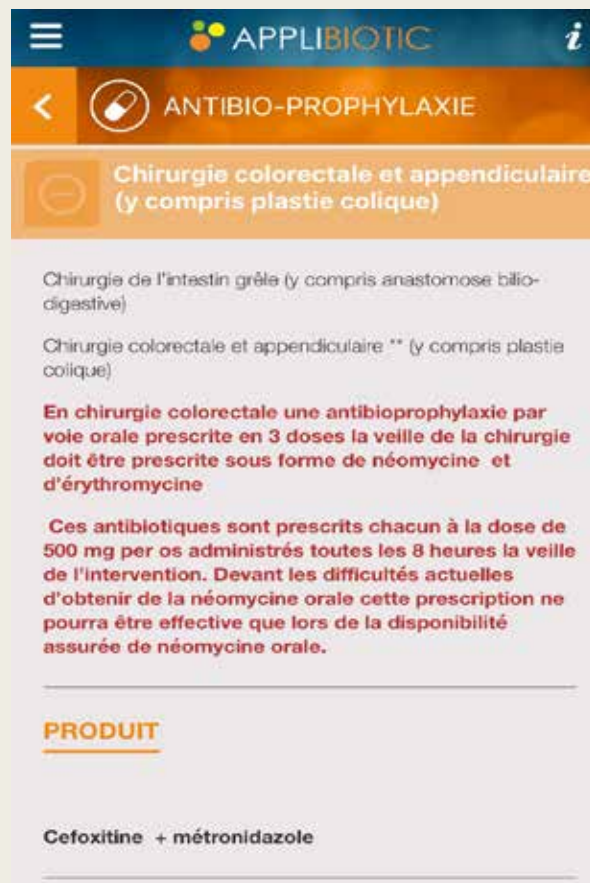 APPLIBIOTIC
i
ANTIBIO-PROPHYLAXIE
Chirurgie colorectale et appendiculaire
(y compris plastie colique)
Chirurgie de l'intestin grêle (y compris anastomose bilio-
digestive)
Chirurgie colorectale et appendiculaire ** (y compris plastie
colique)
En chirurgie colorectale une antibioprophylaxie par
voie orale prescrite en 3 doses la veille de la chirurgie
doit être prescrite sous forme de néomycine et
d'érythromycine
Ces antibiotiques sont prescrits chacun à la dose de
500 mg per os administrés toutes les 8 heures la veille
de l'intervention. Devant les difficultés actuelles
d'obtenir de la néomycine orale cette prescription ne
pourra être effective que lors de la disponibilité
assurée de néomycine orale.
PRODUIT
Cefoxitine + métronidazole